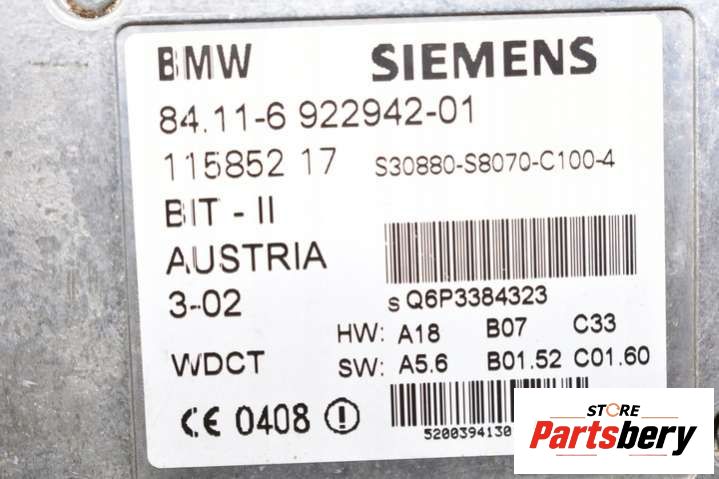 BMW SIEMENS
84.11-6 922942-01
115852 17 S30880-S8070-C100-4
BIT - II
AUSTRIA
3-02 s Q6P3384323
HW: A18 B07 C33
WDCT SW: A5.6 B01.52 C01.60
CE 0408
STORE
Partsbery